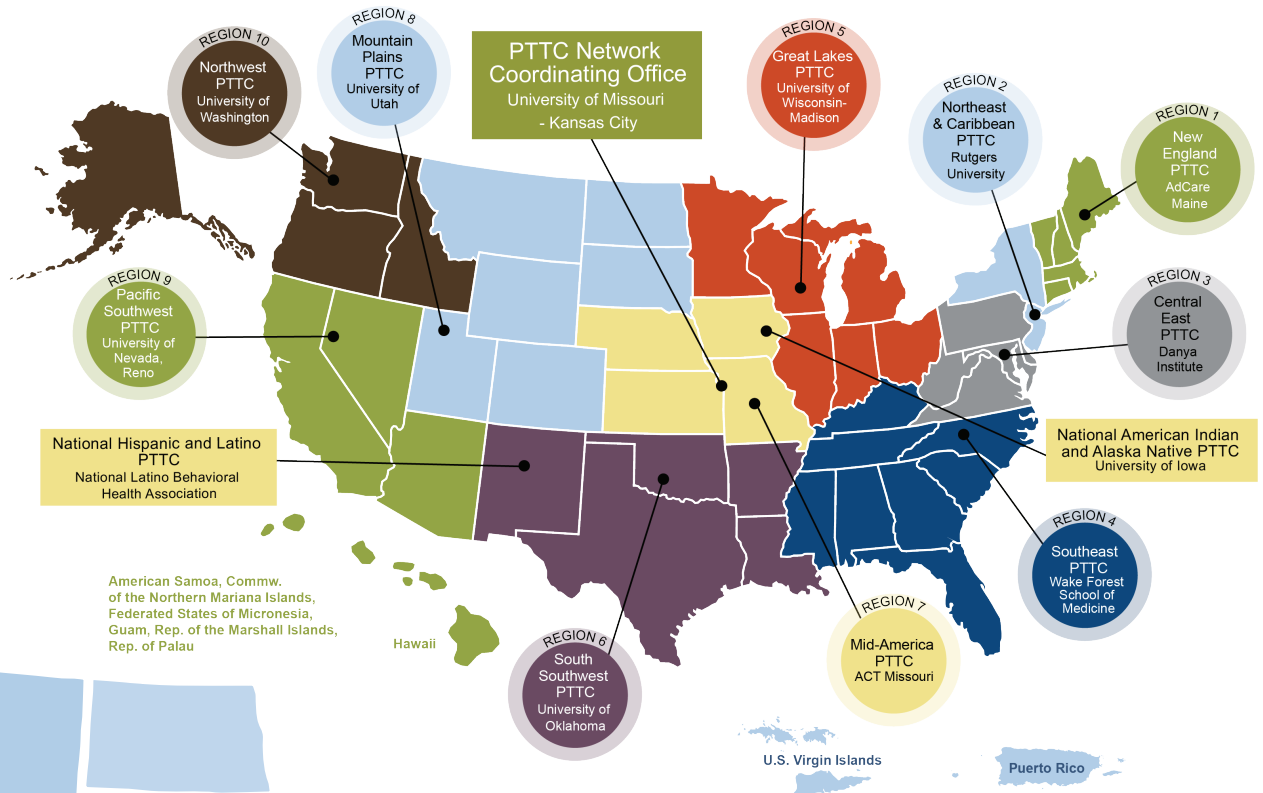 REGION 10
Northwest
PTTC
University of
Washington
REGION 8
Mountain
Plains
PTTC
University of
Utah
PTTC Network
Coordinating Office
University of Missouri
- Kansas City
REGION 5
Great Lakes
PTTC
University of
Wisconsin-
Madison
REGION 2
Northeast
& Caribbean
PTTC
Rutgers
University
REGION 1
New
England
PTTC
AdCare
Maine
REGION 9
Pacific
Southwest
PTTC
University of
Nevada,
Reno
REGION 3
Central
East
PTTC
Danya
Institute
National Hispanic and Latino
PTTC
National Latino Behavioral
Health Association
National American Indian
and Alaska Native PTTC
University of Iowa
REGION 4
Southeast
PTTC
Wake Forest
School of
Medicine
American Samoa, Commw.
of the Northern Mariana Islands,
Federated States of Micronesia,
Guam, Rep. of the Marshall Islands,
Rep. of Palau
Hawaii
REGION 6
South
Southwest
PTTC
University of
Oklahoma
REGION 7
Mid-America
PTTC
ACT Missouri
U.S. Virgin Islands
Puerto Rico